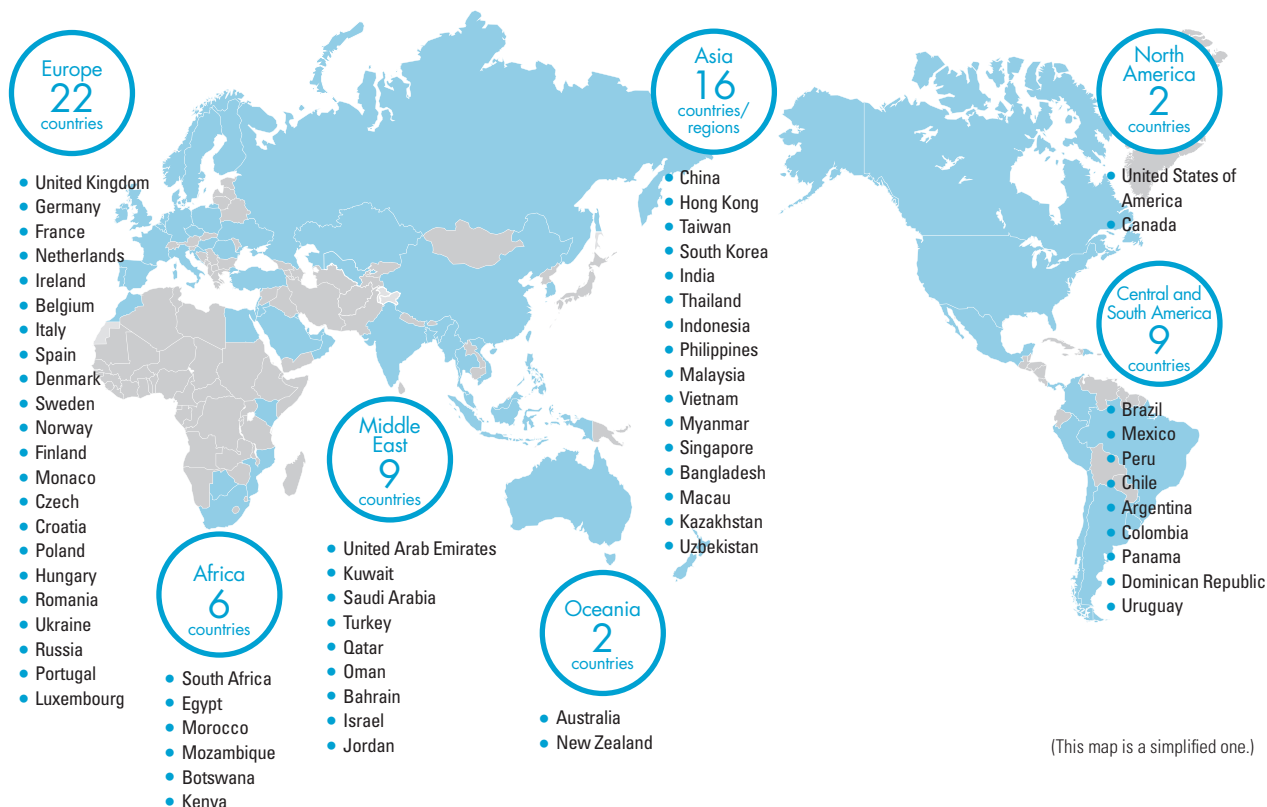 Europe
22
countries
United Kingdom
Germany
France
Netherlands
Ireland
Belgium
Italy
Spain
Denmark
Sweden
Norway
Finland
Monaco
Czech
Croatia
Poland
Hungary
Romania
Ukraine
Russia
Portugal
Luxembourg
Africa
6
countries
South Africa
Egypt
Morocco
Mozambique
Botswana
Kenya
Middle
East
9
countries
United Arab Emirates
Kuwait
Saudi Arabia
Turkey
Qatar
Oman
Bahrain
Israel
Jordan
Asia
16
countries/
regions
China
Hong Kong
Taiwan
South Korea
India
Thailand
Indonesia
Philippines
Malaysia
Vietnam
Myanmar
Singapore
Bangladesh
Macau
Kazakhstan
Uzbekistan
Oceania
2
countries
Australia
New Zealand
North
America
2
countries
United States of
America
Canada
Central and
South America
9
countries
Brazil
Mexico
Peru
Chile
Argentina
Colombia
Panama
Dominican Republic
Uruguay
(This map is a simplified one.)